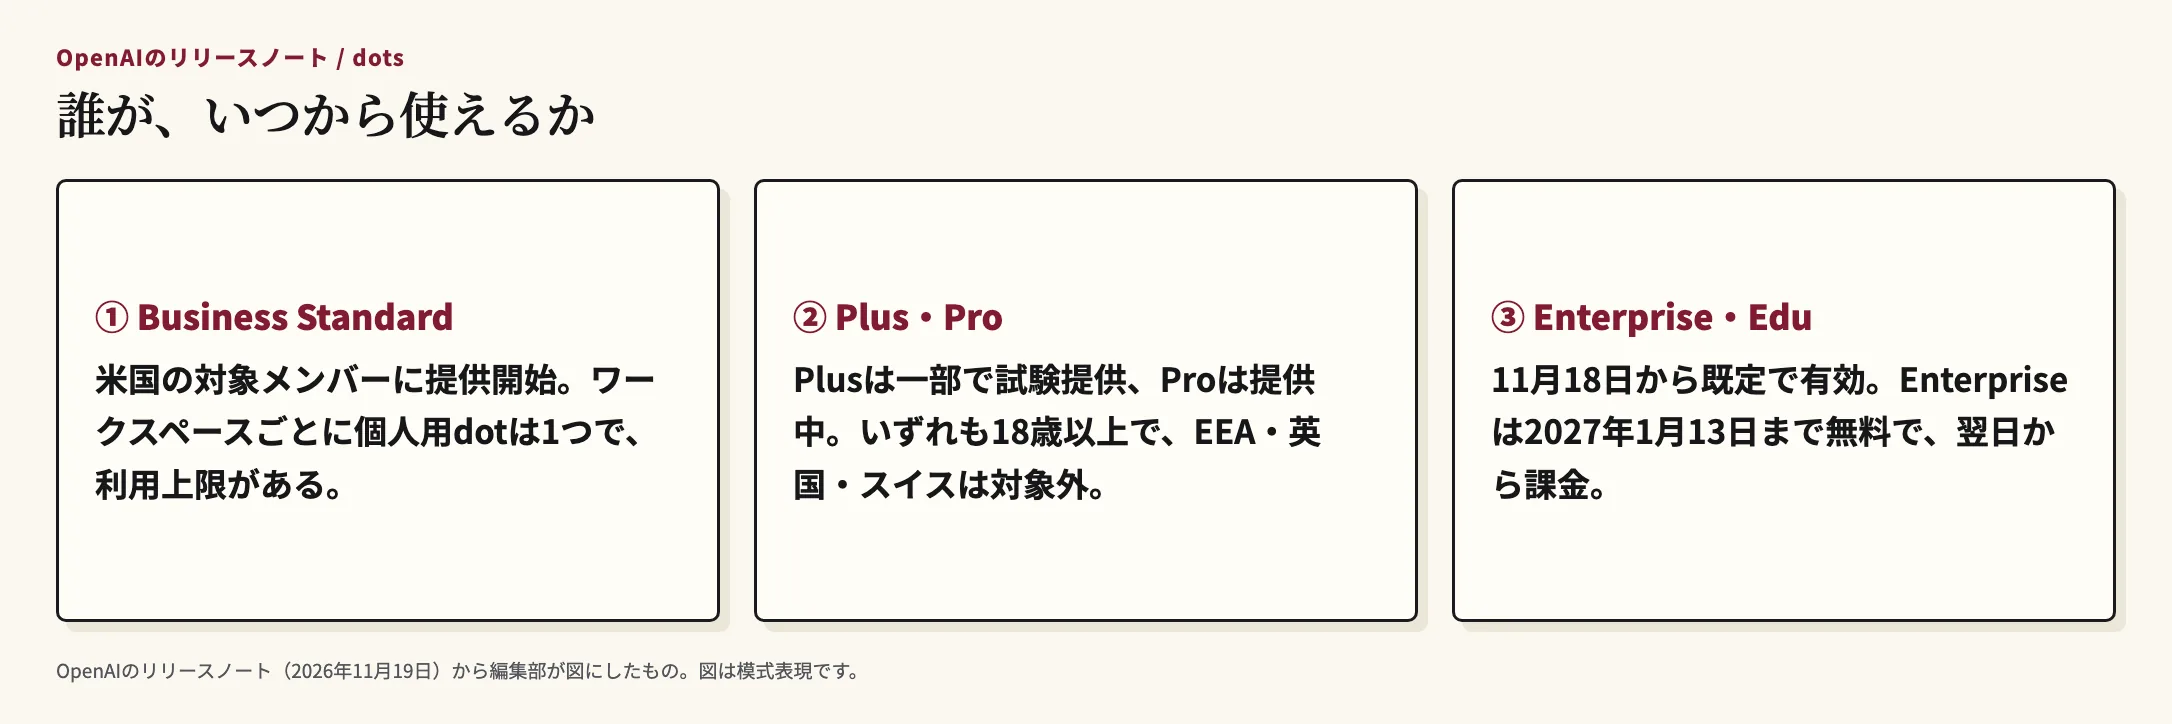 OpenAIのリリースノート / dots
誰が、いつから使えるか
① Business Standard
米国の対象メンバーに提供開始。ワー
クスペースごとに個人用dotは1つで、
利用上限がある。
② Plus・Pro
Plusは一部で試験提供、Proは提供
中。いずれも18歳以上で、EEA・英
国・スイスは対象外。
③ Enterprise・Edu
11月18日から既定で有効。Enterprise
は2027年1月13日まで無料で、翌日か
ら課金。
OpenAIのリリースノート（2026年11月19日）から編集部が図にしたもの。図は模式表現です。